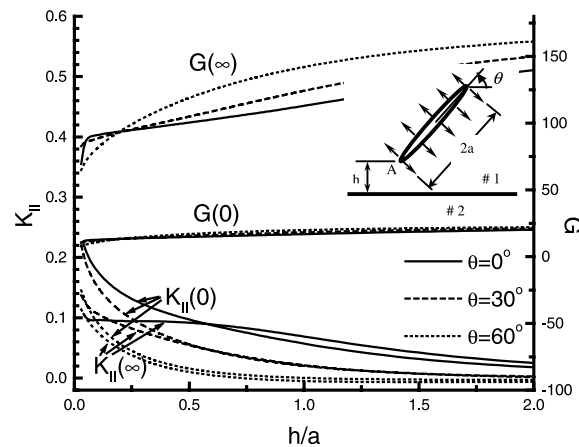 0.6
0.5
0.4
0.3
0.2
0.1
0.0
K_II
0.0
0.5
1.0
1.5
2.0
h/a
150
100
75
50
25
0
-50
-100
G
G(∞)
G(0)
K_II(0)
K_II(∞)
θ
2a
A
h
# 1
# 2
θ=0°
θ=30°
θ=60°